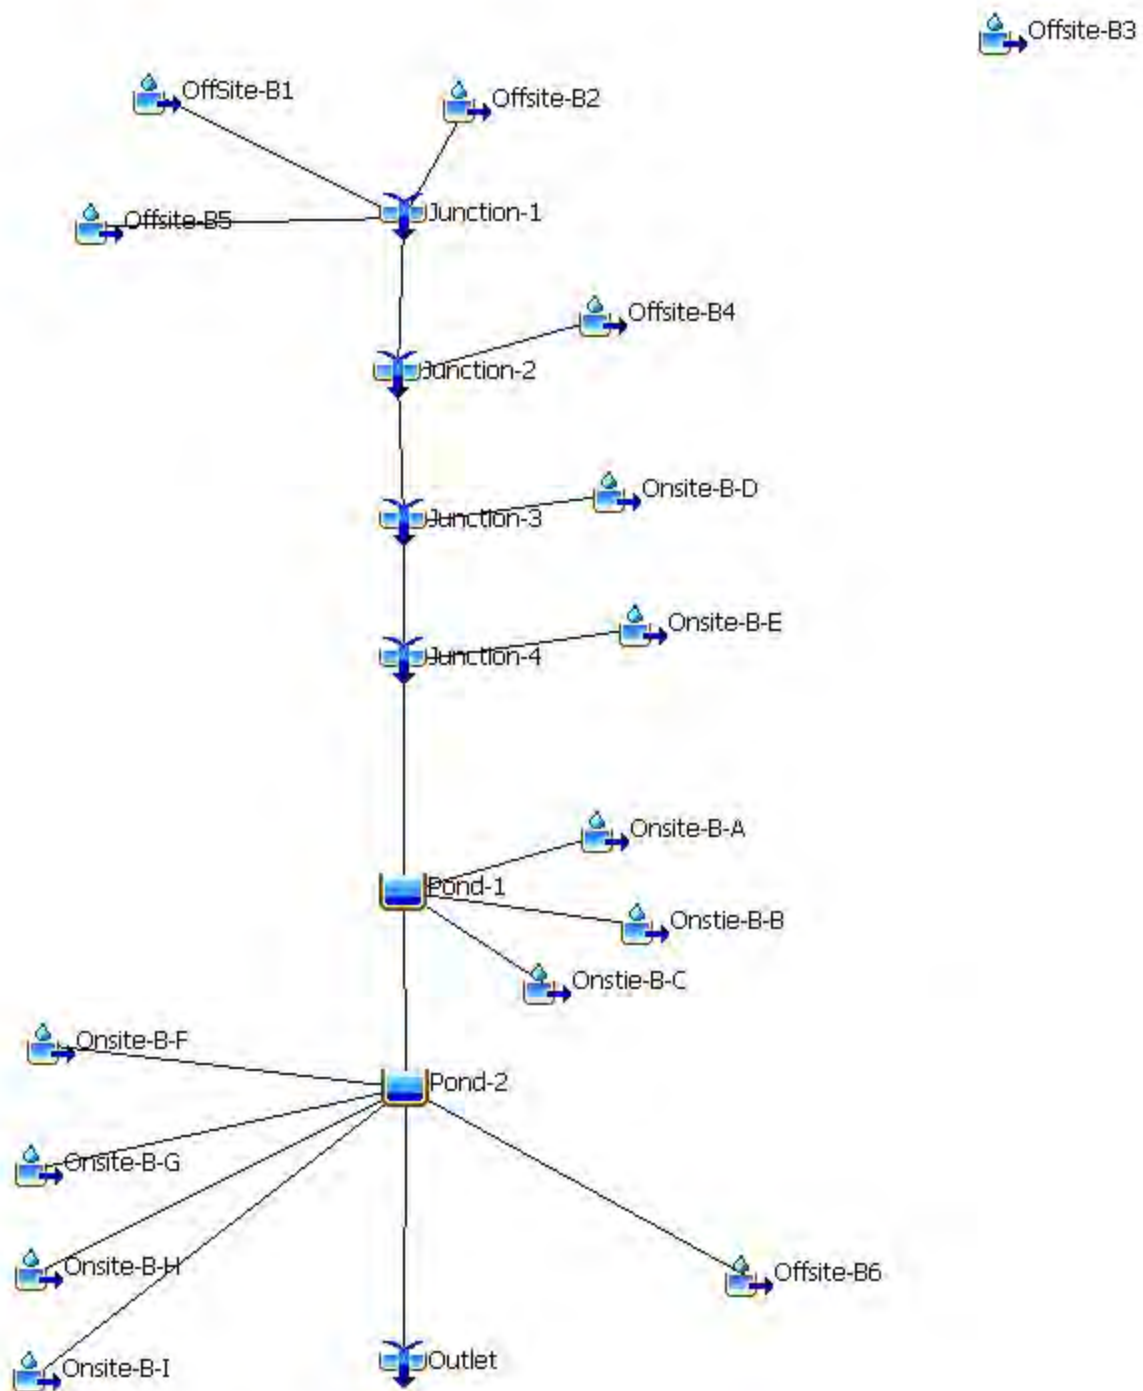 Offsite-B3
OffSite-B1
Offsite-B2
Junction-1
Offsite-B5
Offsite-B4
Junction-2
Onsite-B-D
Junction-3
Onsite-B-E
Junction-4
Onsite-B-A
Pond-1
Onstie-B-B
Onstie-B-C
Onsite-B-F
Pond-2
Onsite-B-G
Onsite-B-H
Offsite-B6
Outlet
Onsite-B-I